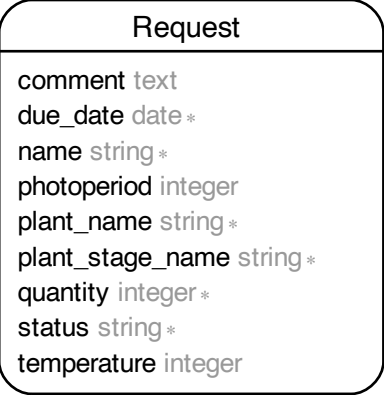 Request
comment text
due_date date *
name string *
photoperiod integer
plant_name string *
plant_stage_name string *
quantity integer *
status string *
temperature integer